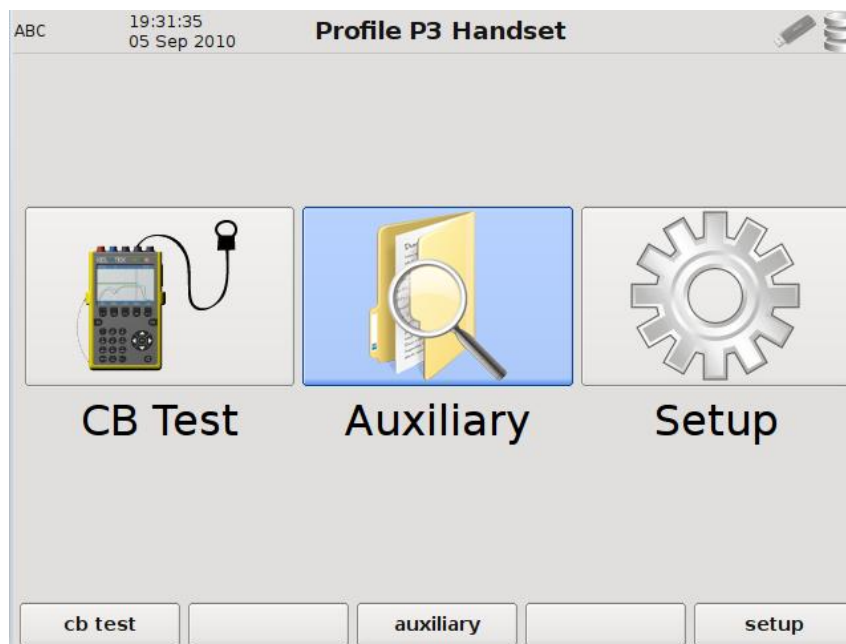 ABC
19:31:35
05 Sep 2010
Profile P3 Handset
CB Test
Auxiliary
Setup
cb test
auxiliary
setup